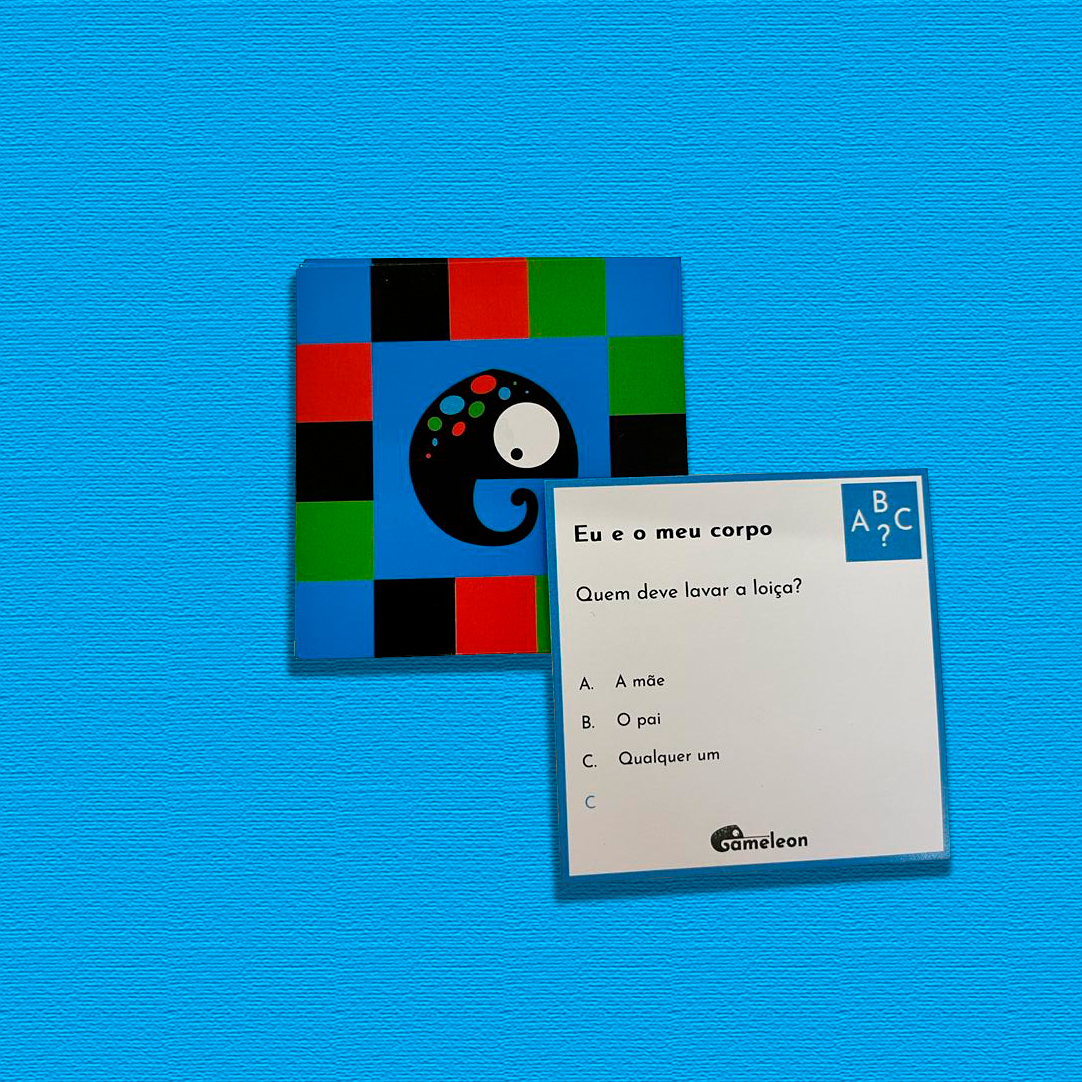 Eu e o meu corpo
A B C ?
Quem deve lavar a loiça?
A. A mãe
B. O pai
C. Qualquer um
C
Gameleon